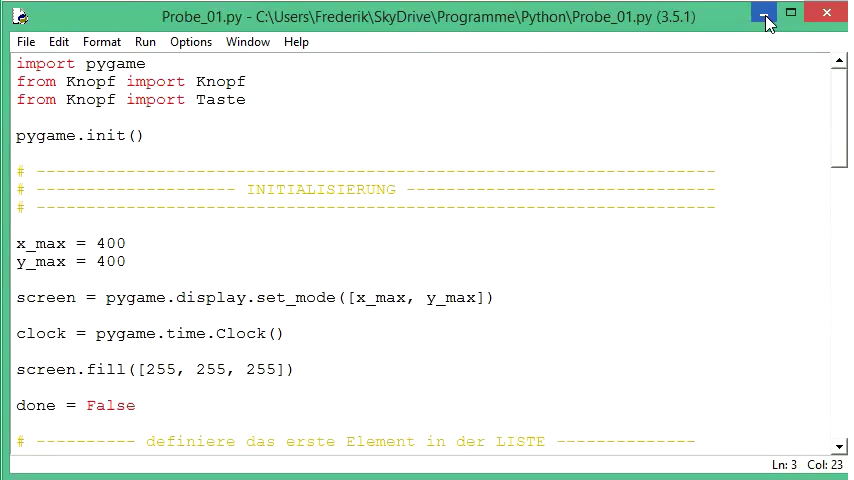 Probe_01.py - C:\Users\Frederik\SkyDrive\Programme\Python\Probe_01.py (3.5.1)
File Edit Format Run Options Window Help
import pygame
from Knopf import Knopf
from Knopf import Taste
pygame.init()
# --------------------------------------------------------------------
# -------------------- INITIALISIERUNG -------------------------------
# --------------------------------------------------------------------
x_max = 400
y_max = 400
screen = pygame.display.set_mode([x_max, y_max])
clock = pygame.time.Clock()
screen.fill([255, 255, 255])
done = False
# ---------- definiere das erste Element in der LISTE --------------
Ln: 3 Col: 23